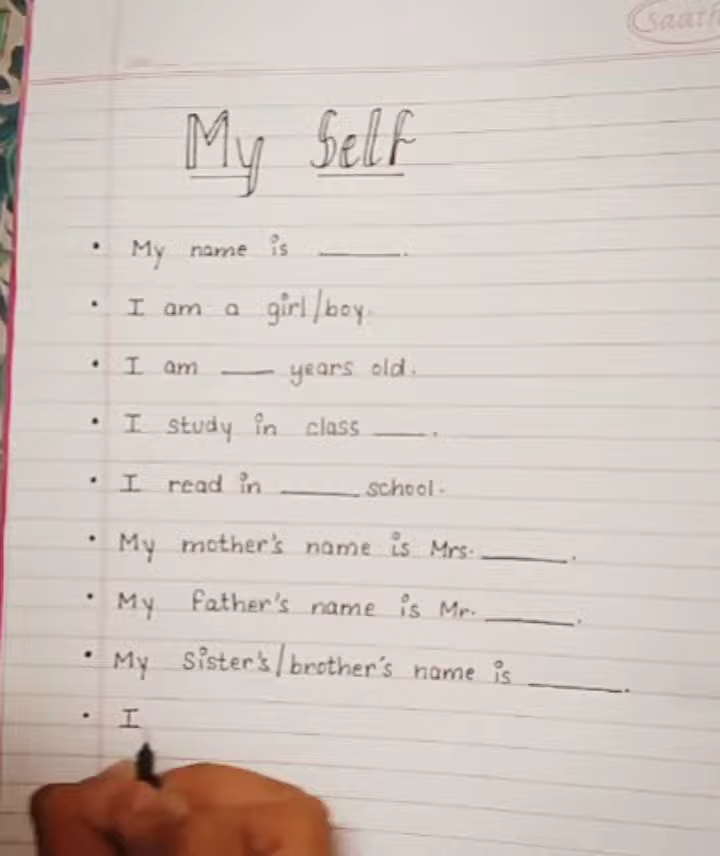 My Self
• My name is ______.
• I am a girl/boy.
• I am ____ years old.
• I study in class ____.
• I read in ______ school.
• My mother's name is Mrs. ______.
• My father's name is Mr. ______.
• My sister's/brother's name is ______.
• I